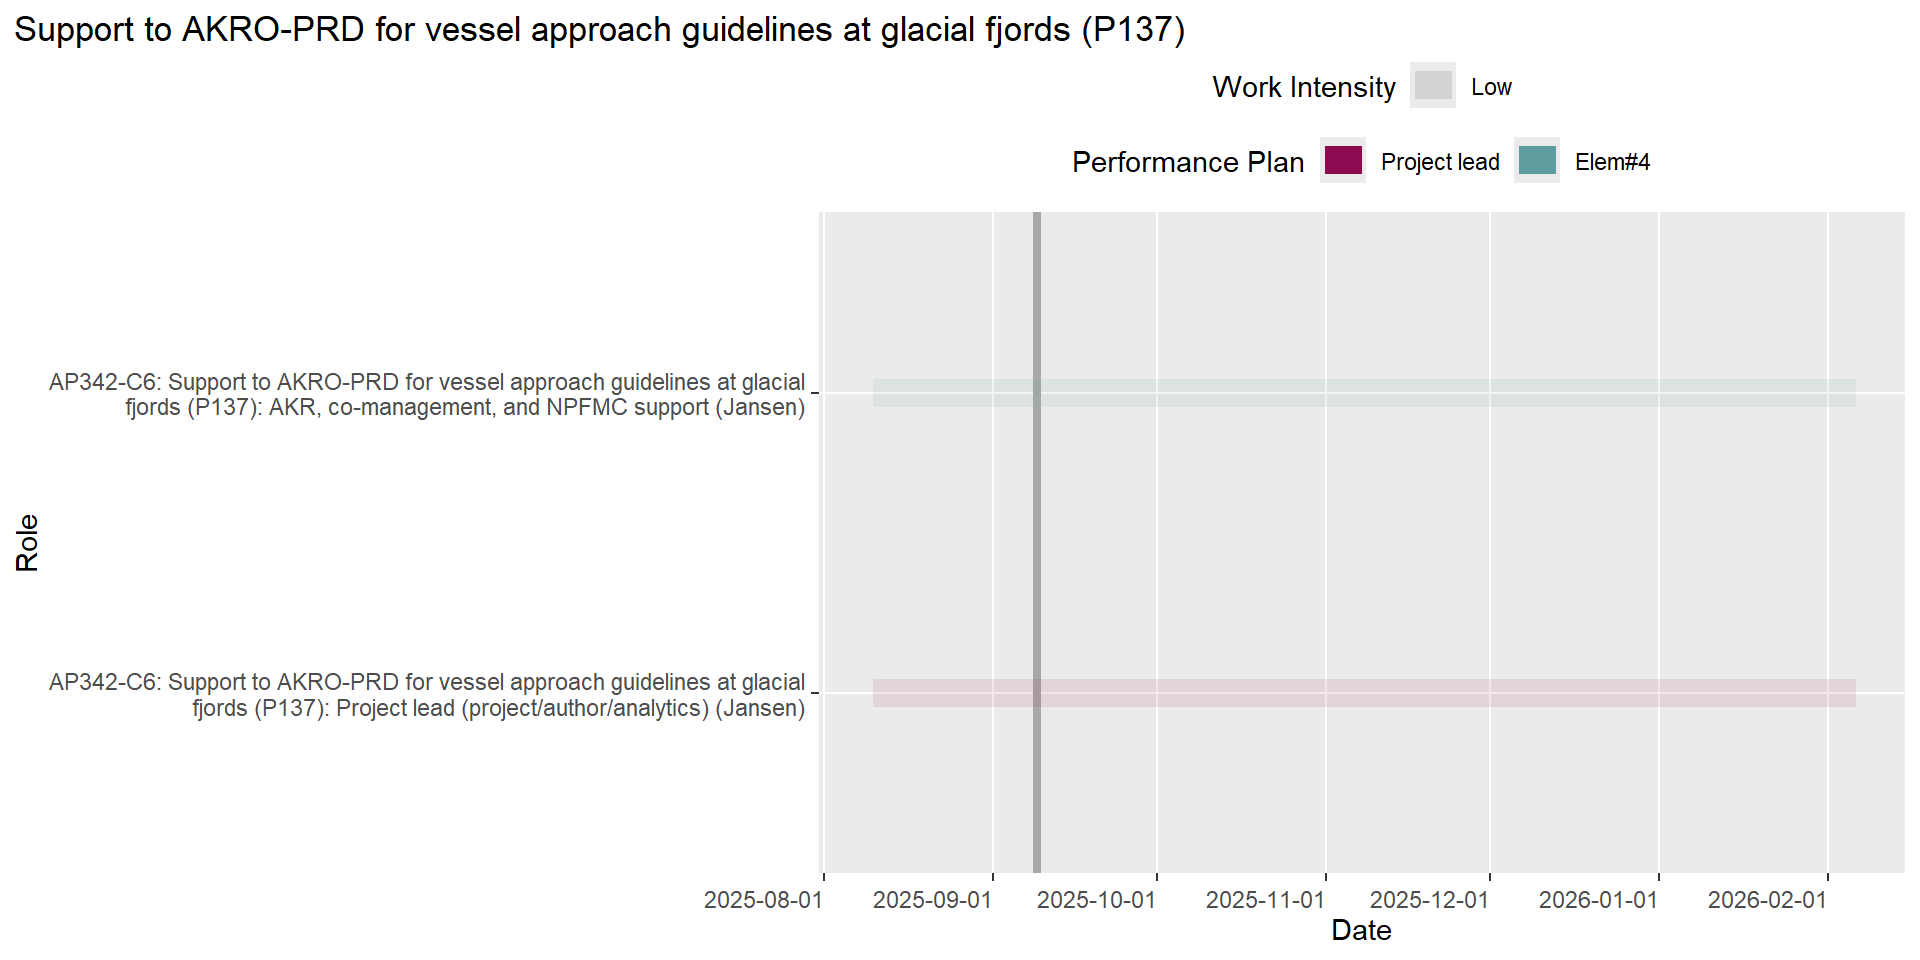 Support to AKRO-PRD for vessel approach guidelines at glacial fjords (P137)
Work Intensity Low
Performance Plan Project lead Elem#4
AP342-C6: Support to AKRO-PRD for vessel approach guidelines at glacial
fjords (P137): AKR, co-management, and NPFMC support (Jansen)
Role
AP342-C6: Support to AKRO-PRD for vessel approach guidelines at glacial
fjords (P137): Project lead (project/author/analytics) (Jansen)
2025-08-01 2025-09-01 2025-10-01 2025-11-01 2025-12-01 2026-01-01 2026-02-01
Date